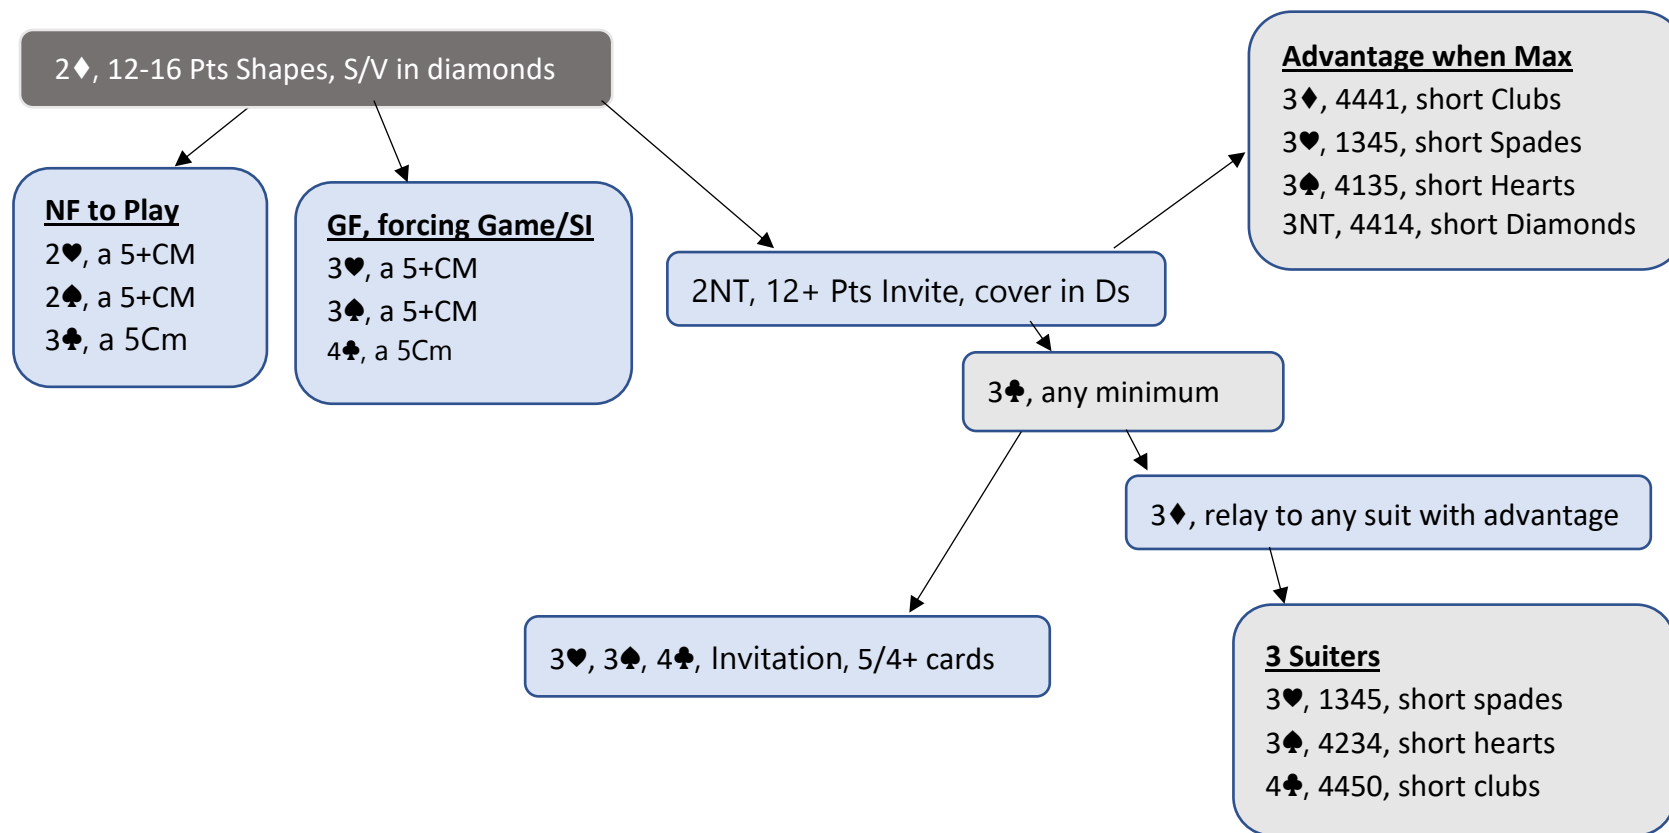 2♦, 12-16 Pts Shapes, S/V in diamonds
Advantage when Max
3♦, 4441, short Clubs
3♥, 1345, short Spades
3♠, 4135, short Hearts
3NT, 4414, short Diamonds
NF to Play
2♥, a 5+CM
2♠, a 5+CM
3♣, a 5Cm
GF, forcing Game/SI
3♥, a 5+CM
3♠, a 5+CM
4♣, a 5Cm
2NT, 12+ Pts Invite, cover in Ds
3♣, any minimum
3♦, relay to any suit with advantage
3♥, 3♠, 4♣, Invitation, 5/4+ cards
3 Suiters
3♥, 1345, short spades
3♠, 4234, short hearts
4♣, 4450, short clubs